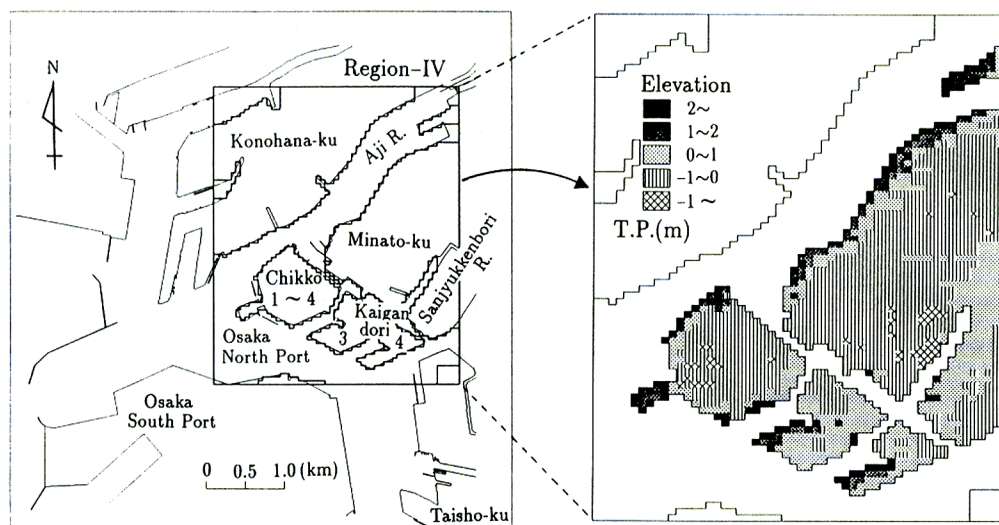 N
Region-IV
Konohana-ku
Aji R.
Minato-ku
Sanjyukkenbori
R.
Chikko
1 ~ 4
Kaigan
dori
3
4
Osaka
North Port
Osaka
South Port
0 0.5 1.0 (km)
Taisho-ku
Elevation
2~
1~2
0~1
-1~0
-1 ~
T.P.(m)